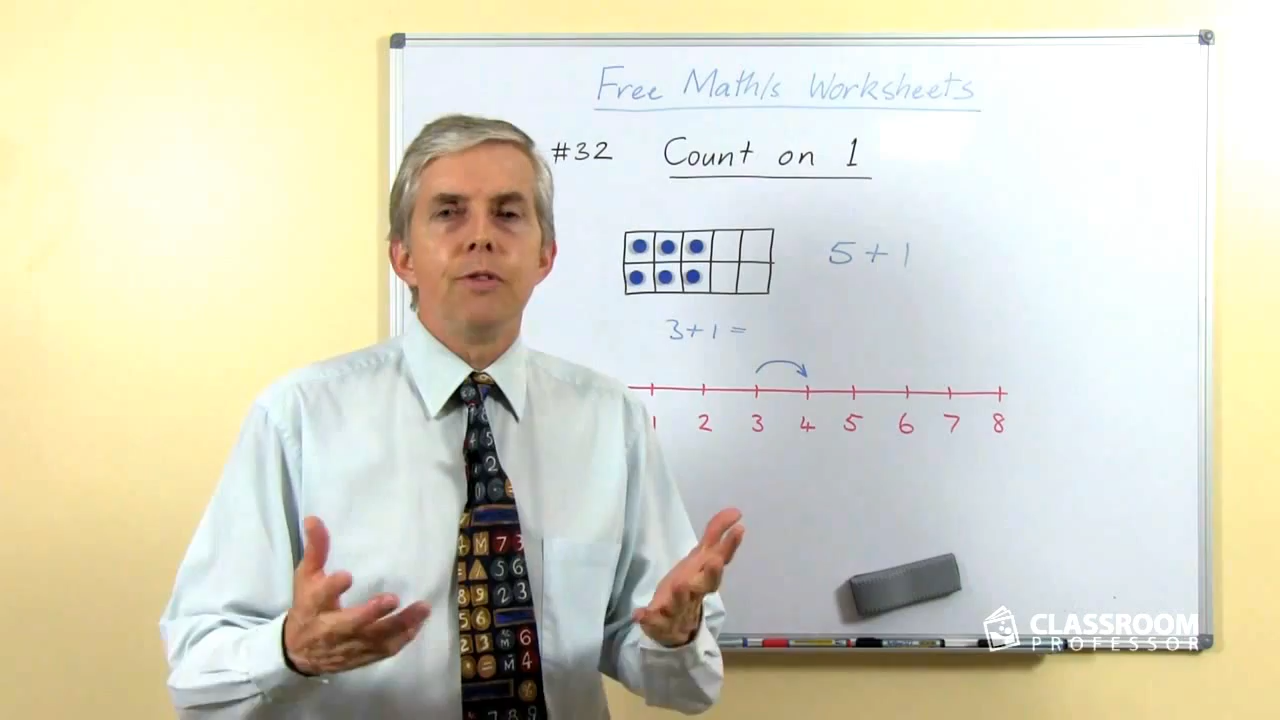 Free Math/s Worksheets
#32 Count on 1
5 + 1
3 + 1 =
1 2 3 4 5 6 7 8
CLASSROOM
PROFESSOR